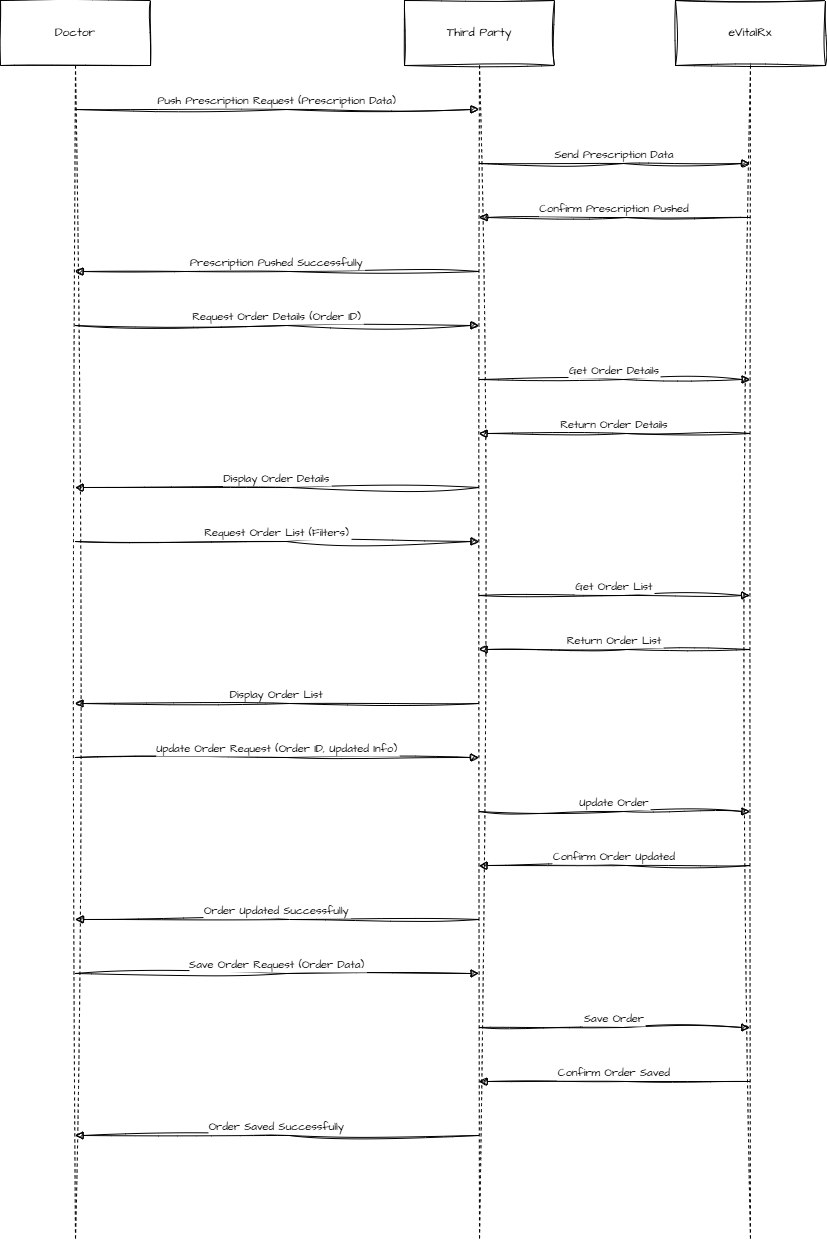 Doctor
Third Party
eVitalRx
Push Prescription Request (Prescription Data)
Send Prescription Data
Confirm Prescription Pushed
Prescription Pushed Successfully
Request Order Details (Order ID)
Get Order Details
Return Order Details
Display Order Details
Request Order List (Filters)
Get Order List
Return Order List
Display Order List
Update Order Request (Order ID, Updated Info)
Update Order
Confirm Order Updated
Order Updated Successfully
Save Order Request (Order Data)
Save Order
Confirm Order Saved
Order Saved Successfully